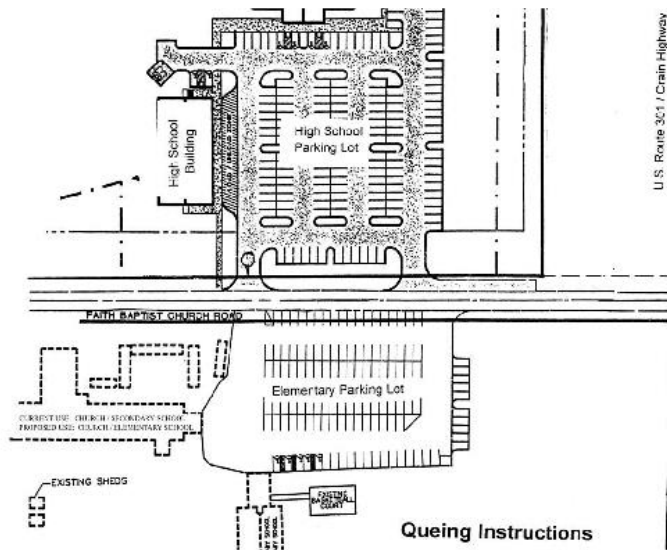 U.S. Route 301 / Crain Highway
High School
Building
High School
Parking Lot
FAITH BAPTIST CHURCH ROAD
Elementary Parking Lot
CURRENT USE: CHURCH / SECONDARY SCHOOL
PROPOSED USE: CHURCH / ELEMENTARY SCHOOL
EXISTING SHEDS
EXISTING
BASKETBALL
COURT
Queing Instructions